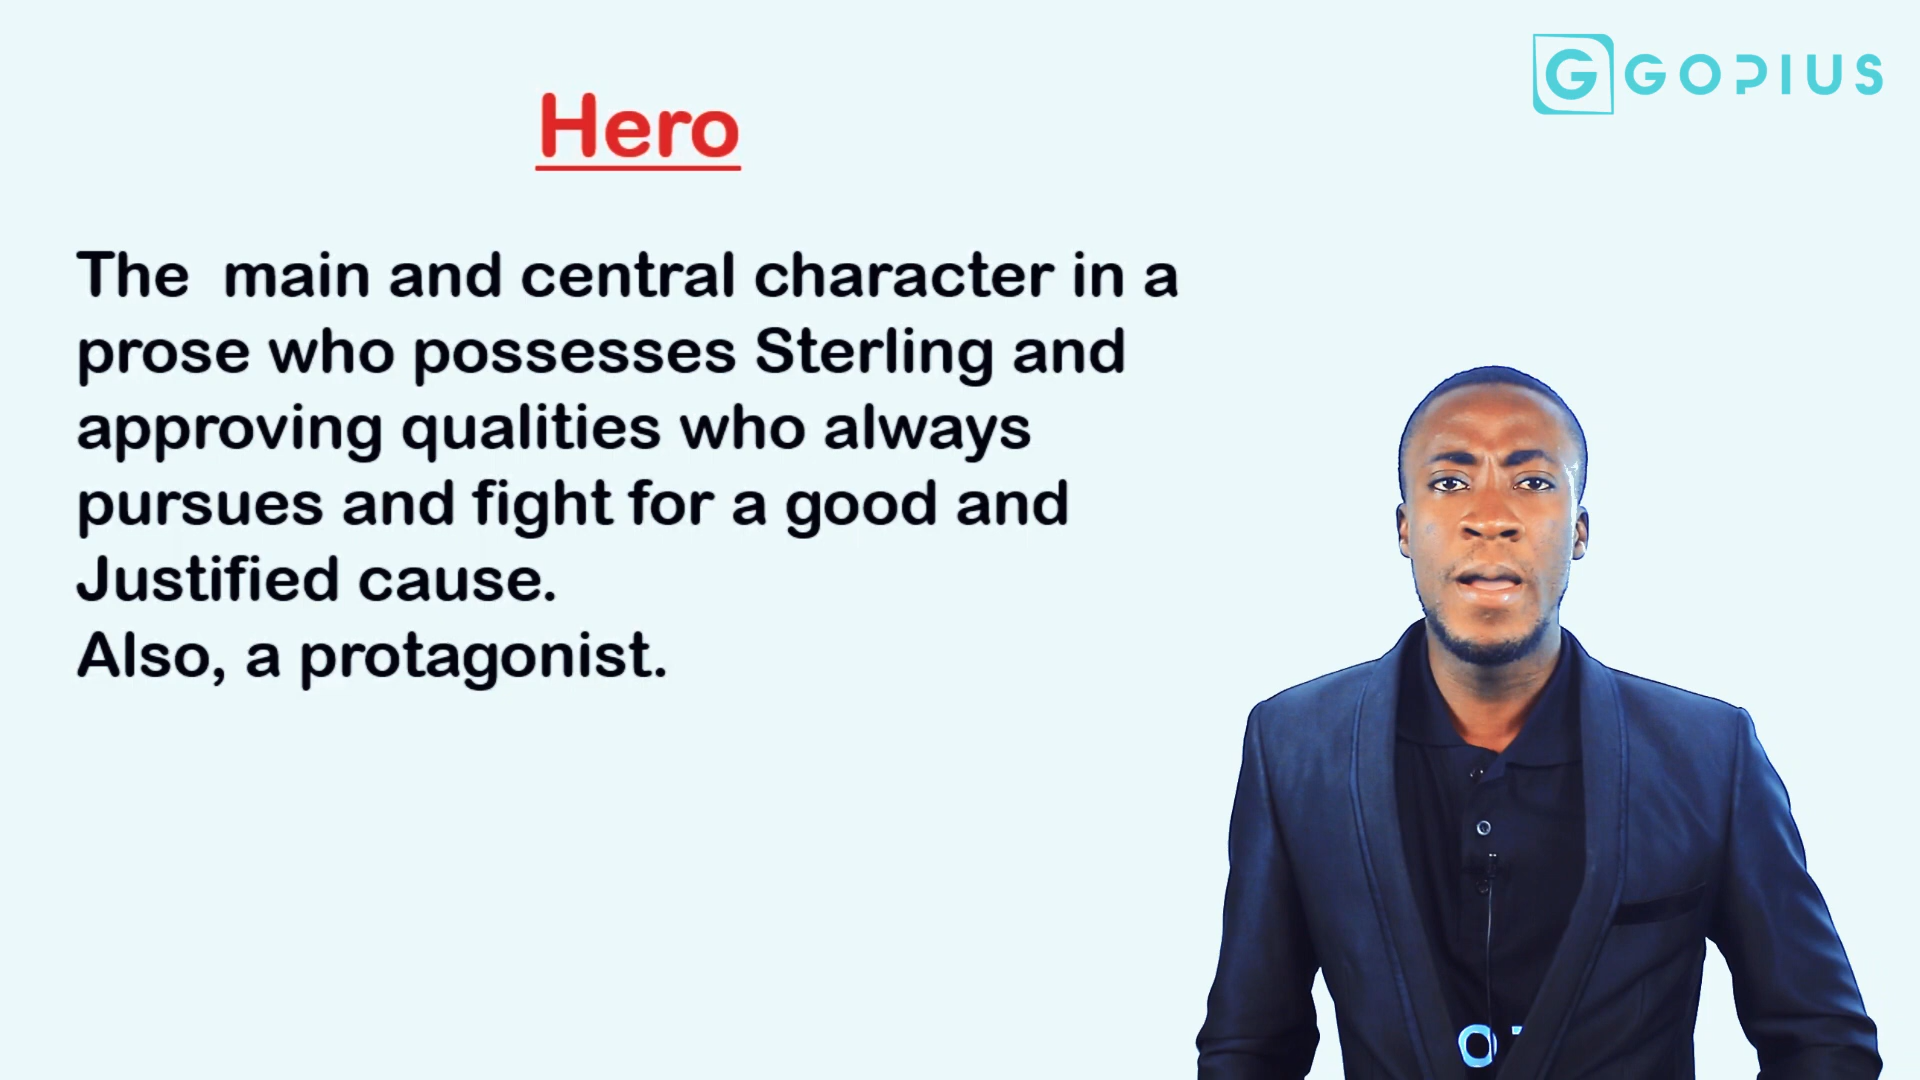 GOPIUS
Hero
The main and central character in a
prose who possesses Sterling and
approving qualities who always
pursues and fight for a good and
Justified cause.
Also, a protagonist.